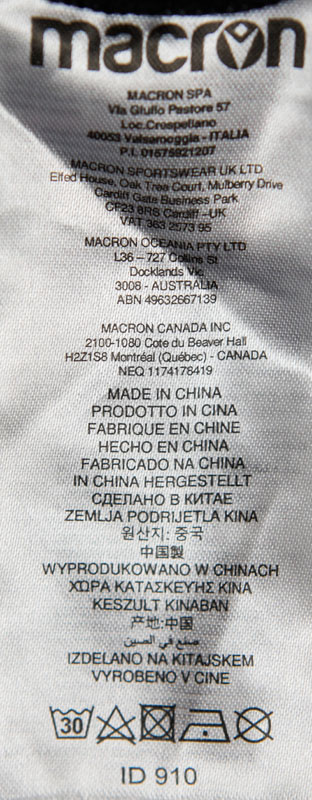 macron
MACRON SPA
Via Giulio Pastore 57
Loc.Crespellano
40053 Valsamoggia - ITALIA
P.I. 01575921207
MACRON SPORTSWEAR UK LTD
Elfed House, Oak Tree Court, Mulberry Drive
Cardiff Gate Business Park
CF23 8RS Cardiff -UK
VAT 363 2573 95
MACRON OCEANIA PTY LTD
L36 – 727 Collins St
Docklands Vic
3008 - AUSTRALIA
ABN 49632667139
MACRON CANADA INC
2100-1080 Cote du Beaver Hall
H2Z1S8 Montréal (Québec) - CANADA
NEQ 1174178419
MADE IN CHINA
PRODOTTO IN CINA
FABRIQUE EN CHINE
HECHO EN CHINA
FABRICADO NA CHINA
IN CHINA HERGESTELLT
СДЕЛАНО В КИТАЕ
ZEMLJA PODRIJETLA KINA
원산지: 중국
中国製
WYPRODUKOWANO W CHINACH
ΧΩΡΑ ΚΑΤΑΣΚΕΥΗΣ ΚΙΝΑ
KESZULT KINABAN
产地:中国
صنع في الصين
IZDELANO NA KITAJSKEM
VYROBENO V CINE
30
ID 910